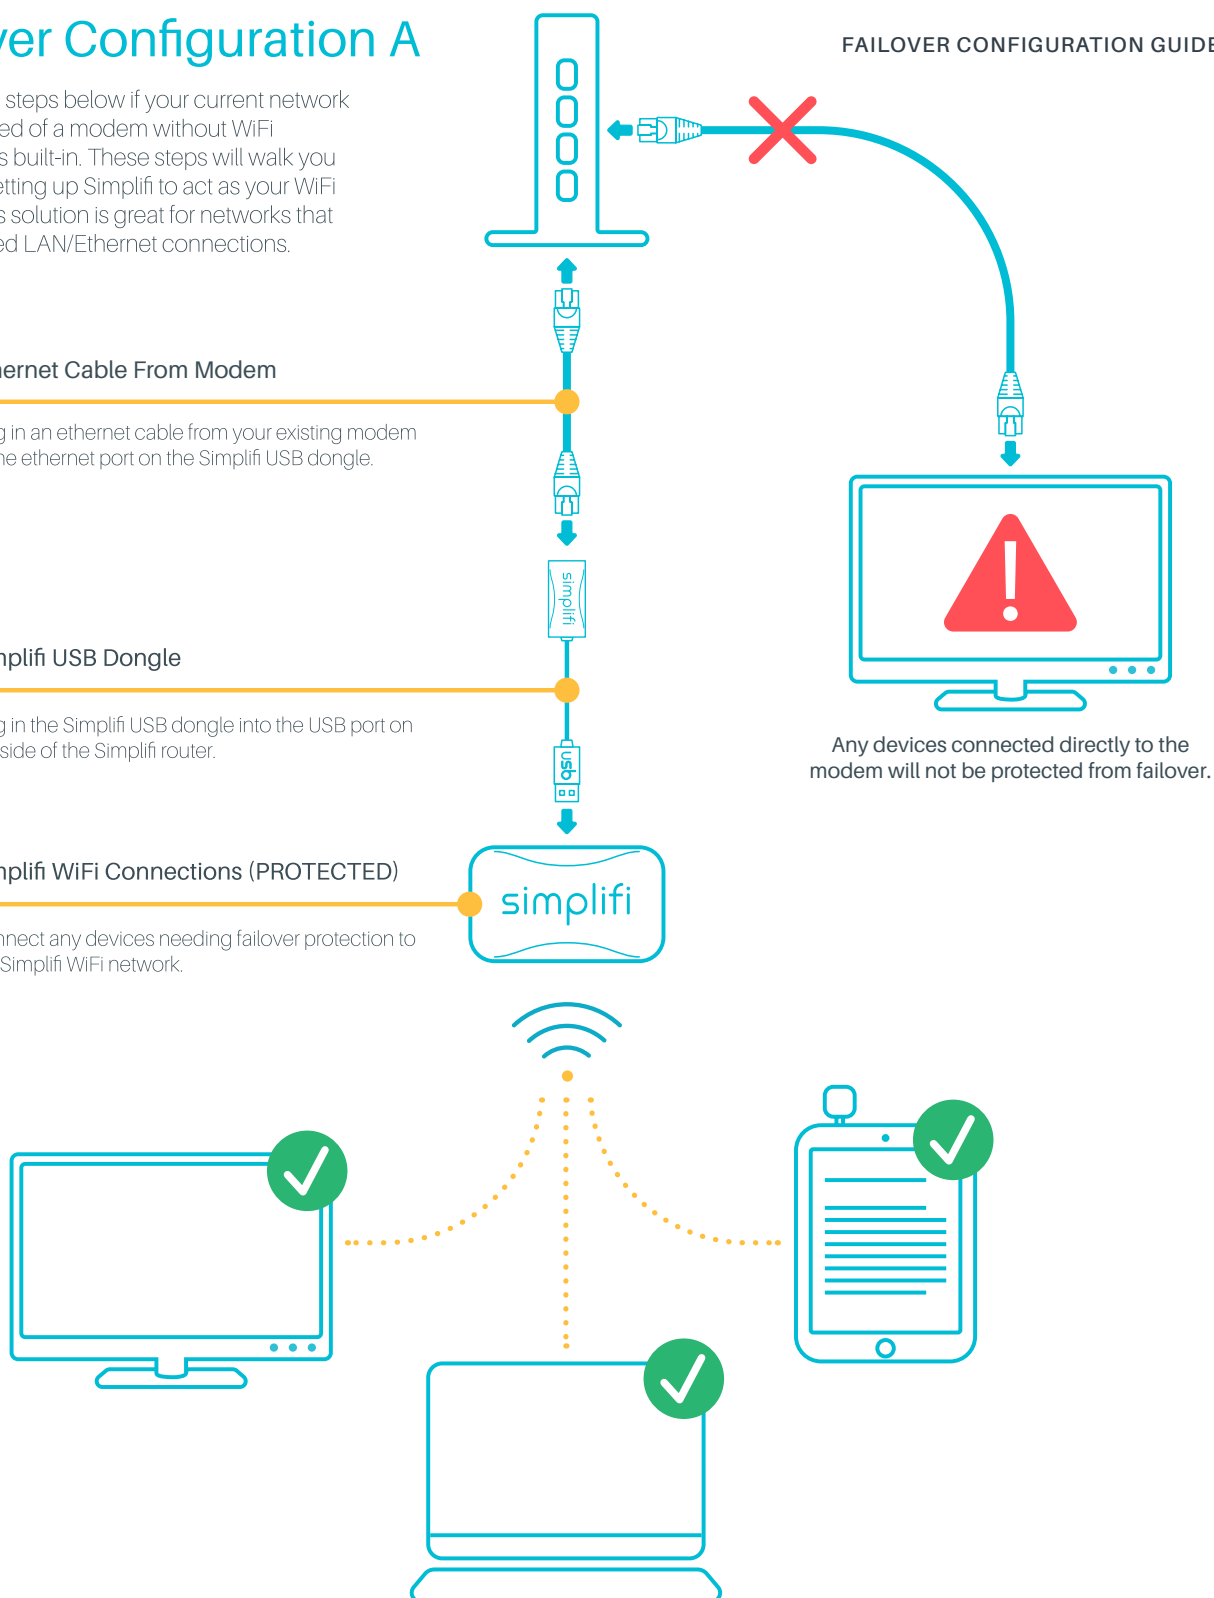 ver Configuration A
FAILOVER CONFIGURATION GUIDE
steps below if your current network
ed of a modem without WiFi
s built-in. These steps will walk you
etting up Simplifi to act as your WiFi
s solution is great for networks that
ed LAN/Ethernet connections.
hernet Cable From Modem
g in an ethernet cable from your existing modem
he ethernet port on the Simplifi USB dongle.
simplifi
mplifi USB Dongle
g in the Simplifi USB dongle into the USB port on
side of the Simplifi router.
usb
Any devices connected directly to the
modem will not be protected from failover.
mplifi WiFi Connections (PROTECTED)
simplifi
nnect any devices needing failover protection to
Simplifi WiFi network.